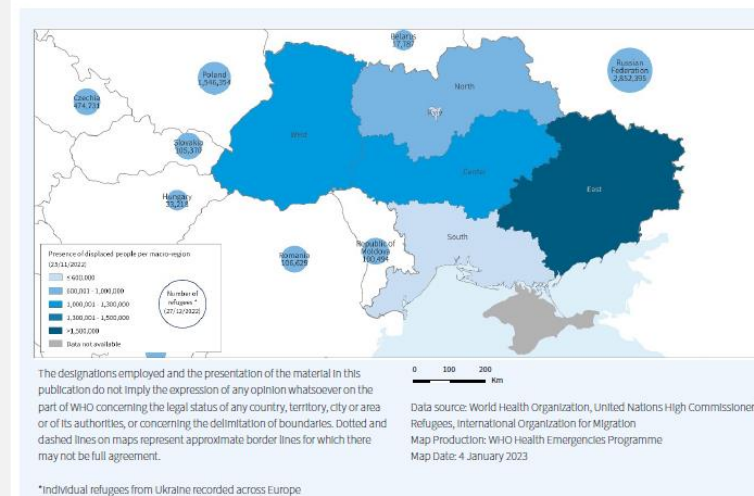 Belarus
Poland
Russian
Federation
2,852,395
Czechia
North
Kyiv
Slovakia
West
Center
East
Hungary
South
Romania
106,629
Republic of
Moldova
Presence of displaced people per macro-region
(23/11/2022)
≤ 600,000
600,001 - 1,000,000
1,000,001 - 1,300,000
1,300,001 - 1,500,000
>1,500,000
Data not available
Number of
refugees *
(27/12/2022)
0 100 200
Km
The designations employed and the presentation of the material in this
publication do not imply the expression of any opinion whatsoever on the
part of WHO concerning the legal status of any country, territory, city or area
or of its authorities, or concerning the delimitation of boundaries. Dotted and
dashed lines on maps represent approximate border lines for which there
may not be full agreement.
Data source: World Health Organization, United Nations High Commissioner
Refugees, International Organization for Migration
Map Production: WHO Health Emergencies Programme
Map Date: 4 January 2023
*Individual refugees from Ukraine recorded across Europe